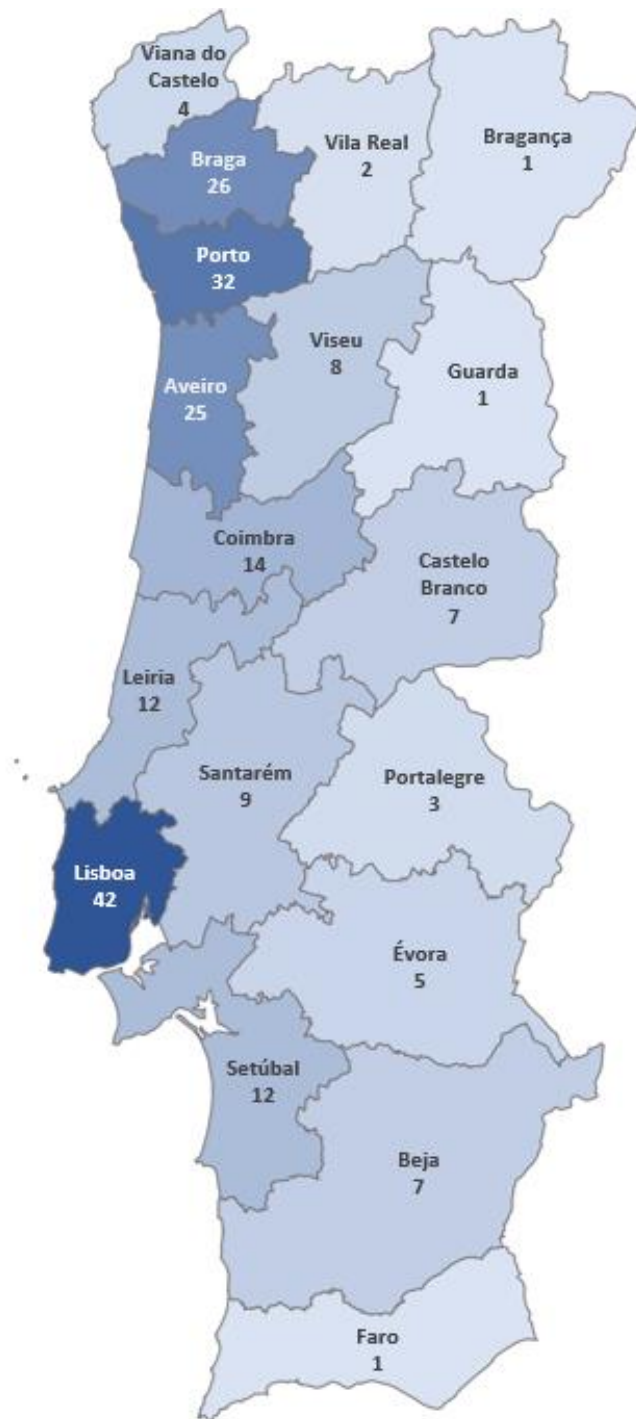 Viana do
Castelo
4
Braga
26
Vila Real
2
Bragança
1
Porto
32
Viseu
8
Guarda
1
Aveiro
25
Coimbra
14
Castelo
Branco
7
Leiria
12
Santarém
9
Portalegre
3
Lisboa
42
Évora
5
Setúbal
12
Beja
7
Faro
1